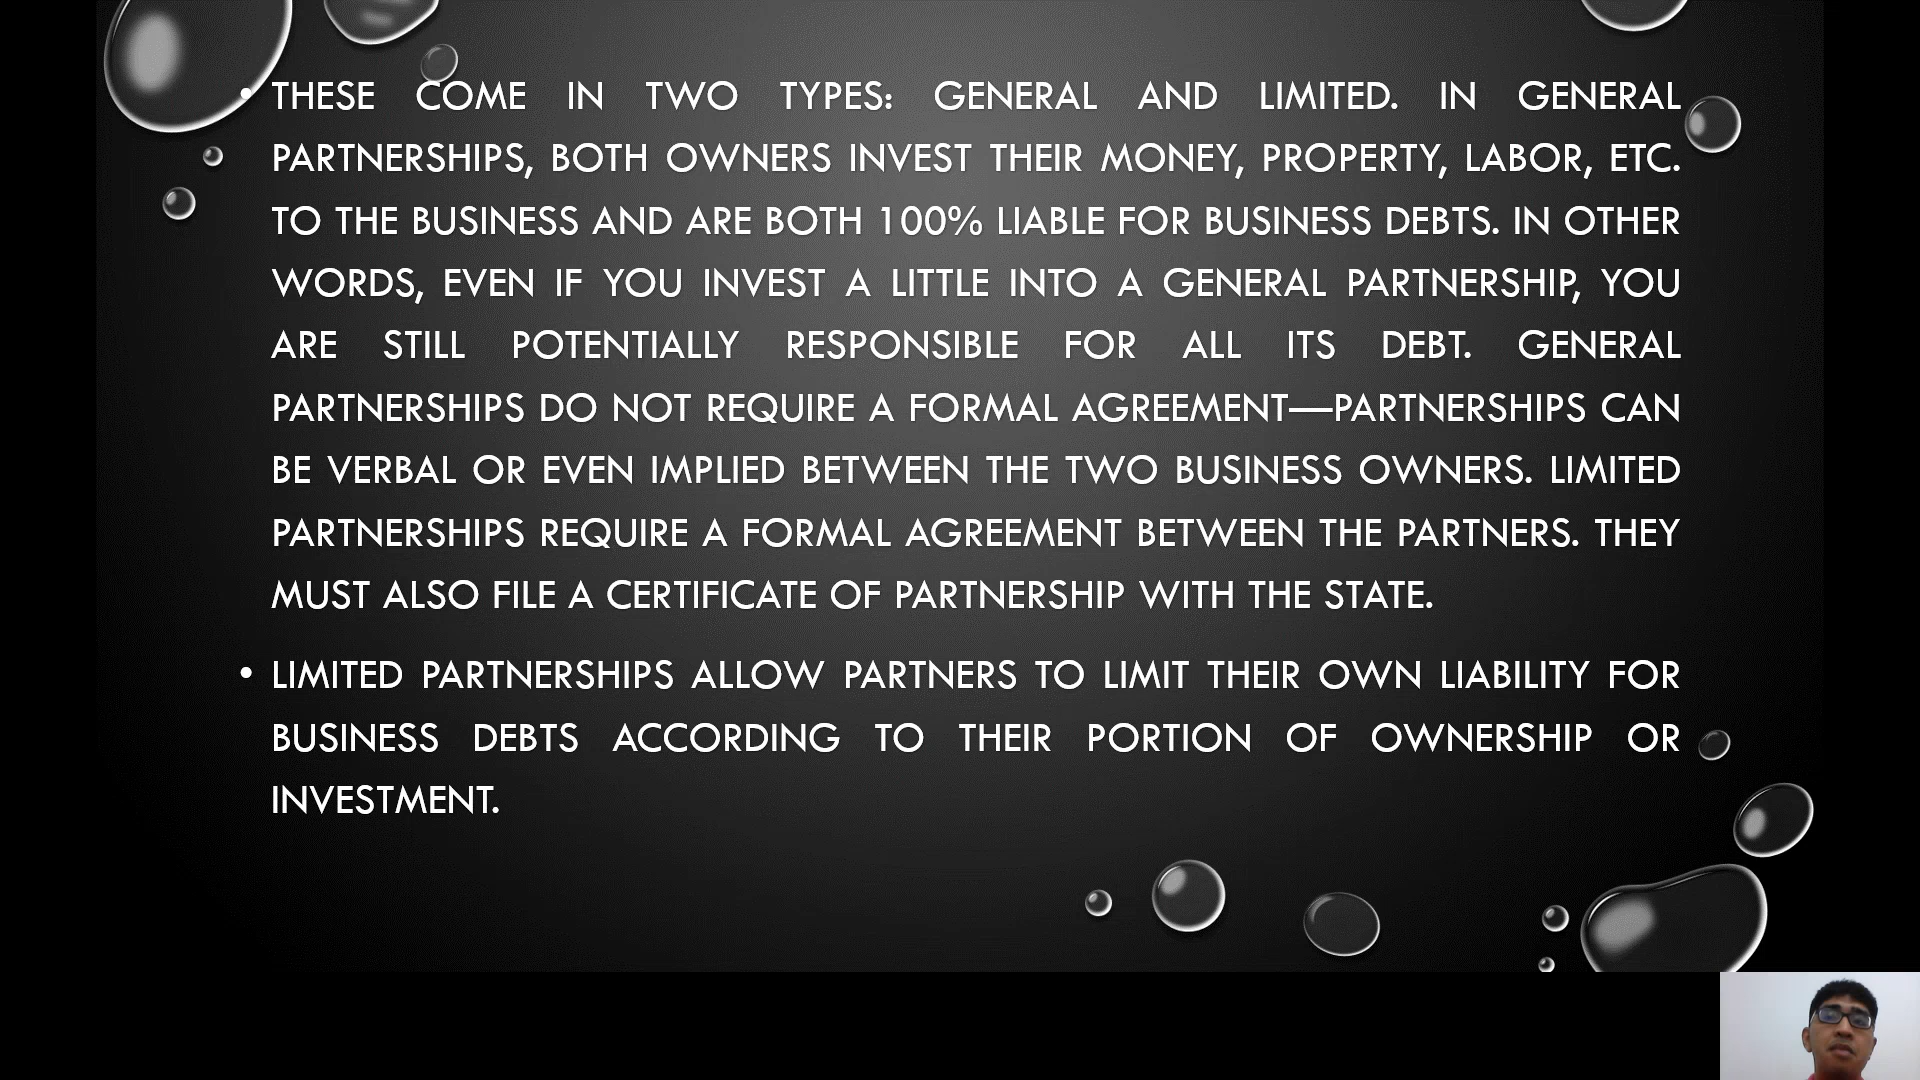 • THESE COME IN TWO TYPES: GENERAL AND LIMITED. IN GENERAL
PARTNERSHIPS, BOTH OWNERS INVEST THEIR MONEY, PROPERTY, LABOR, ETC.
TO THE BUSINESS AND ARE BOTH 100% LIABLE FOR BUSINESS DEBTS. IN OTHER
WORDS, EVEN IF YOU INVEST A LITTLE INTO A GENERAL PARTNERSHIP, YOU
ARE STILL POTENTIALLY RESPONSIBLE FOR ALL ITS DEBT. GENERAL
PARTNERSHIPS DO NOT REQUIRE A FORMAL AGREEMENT—PARTNERSHIPS CAN
BE VERBAL OR EVEN IMPLIED BETWEEN THE TWO BUSINESS OWNERS. LIMITED
PARTNERSHIPS REQUIRE A FORMAL AGREEMENT BETWEEN THE PARTNERS. THEY
MUST ALSO FILE A CERTIFICATE OF PARTNERSHIP WITH THE STATE.
• LIMITED PARTNERSHIPS ALLOW PARTNERS TO LIMIT THEIR OWN LIABILITY FOR
BUSINESS DEBTS ACCORDING TO THEIR PORTION OF OWNERSHIP OR
INVESTMENT.